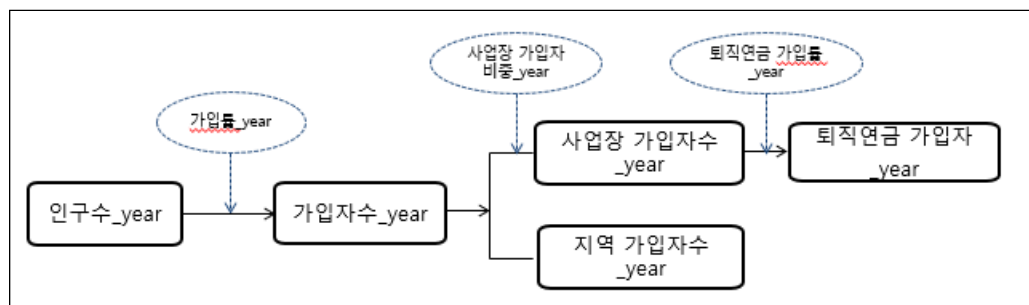 사업장 가입자
비중_year
퇴직연금 가입률
_year
가입률_year
사업장 가입자수
_year
퇴직연금 가입자
_year
인구수_year
가입자수_year
지역 가입자수
_year